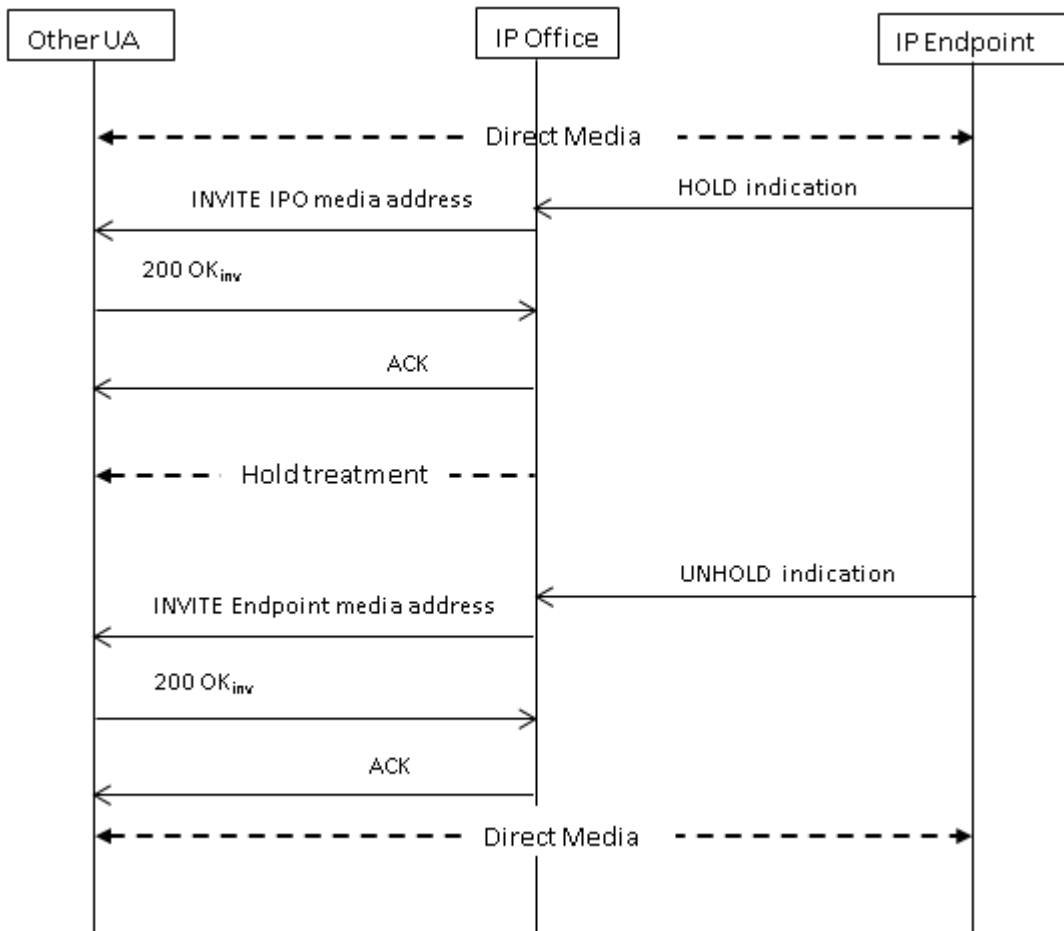 Other UA
IP Office
IP Endpoint
Direct Media
HOLD indication
INVITE IPO media address
200 OKinv
ACK
Hold treatment
UNHOLD indication
INVITE Endpoint media address
200 OKinv
ACK
Direct Media